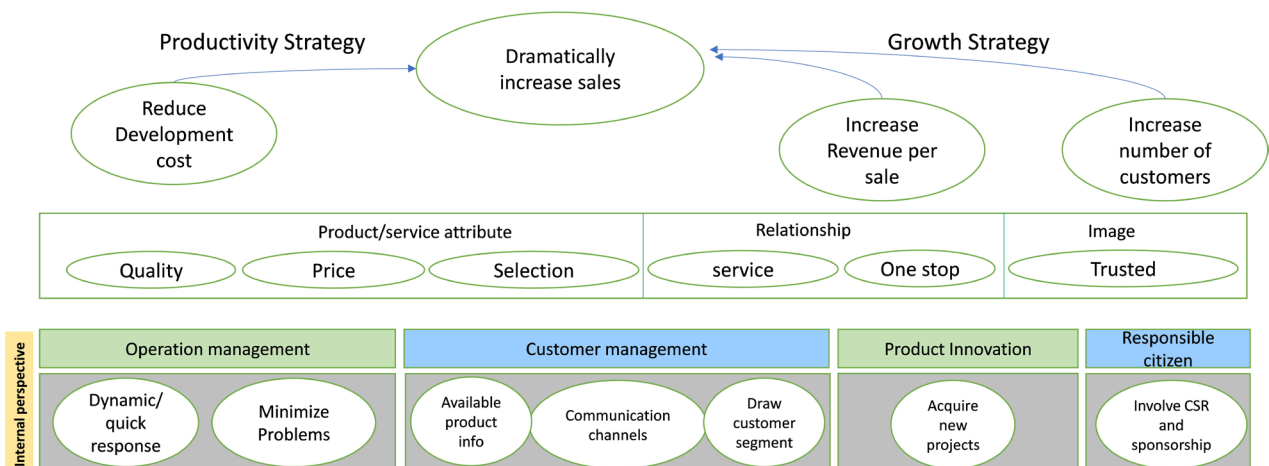 Productivity Strategy
Dramatically
increase sales
Growth Strategy
Reduce
Development
cost
Increase
Revenue per
sale
Increase
number of
customers
Product/service attribute
Relationship
Image
Quality
Price
Selection
service
One stop
Trusted
Internal perspective
Operation management
Customer management
Product Innovation
Responsible
citizen
Dynamic/
quick
response
Minimize
Problems
Available
product
info
Communication
channels
Draw
customer
segment
Acquire
new
projects
Involve CSR
and
sponsorship